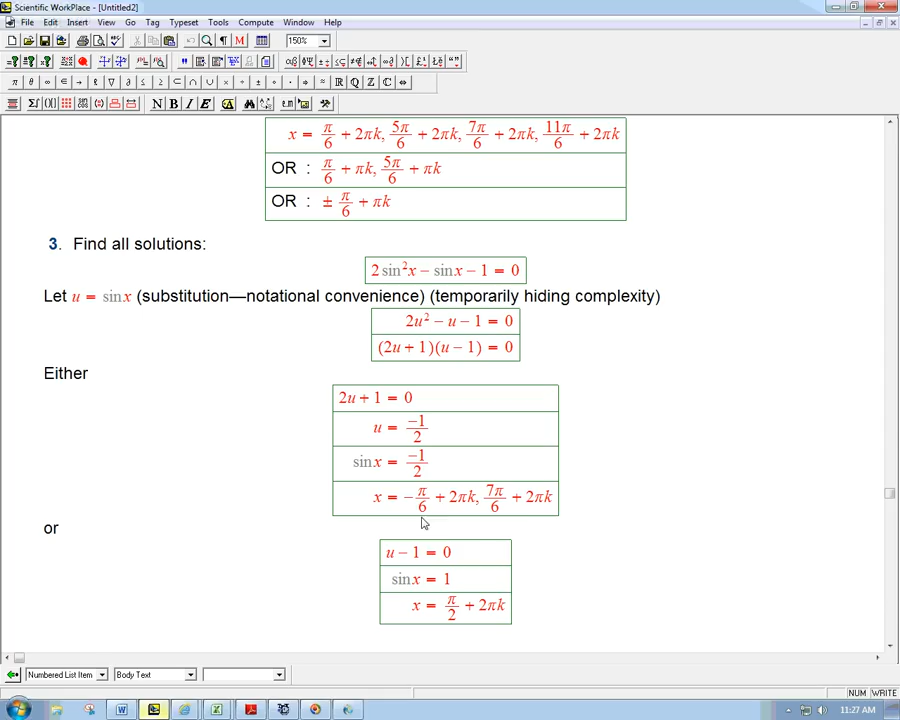 Scientific WorkPlace - [Untitled2]
File Edit Insert View Go Tag Typeset Tools Compute Window Help
150%
x = π/6 + 2πk, 5π/6 + 2πk, 7π/6 + 2πk, 11π/6 + 2πk
OR : π/6 + πk, 5π/6 + πk
OR : ± π/6 + πk
3. Find all solutions:
2 sin²x − sin x − 1 = 0
Let u = sin x (substitution—notational convenience) (temporarily hiding complexity)
2u² − u − 1 = 0
(2u + 1)(u − 1) = 0
Either
2u + 1 = 0
u = −1/2
sin x = −1/2
x = −π/6 + 2πk, 7π/6 + 2πk
or
u − 1 = 0
sin x = 1
x = π/2 + 2πk
Numbered List Item Body Text
NUM WRITE
11:27 AM